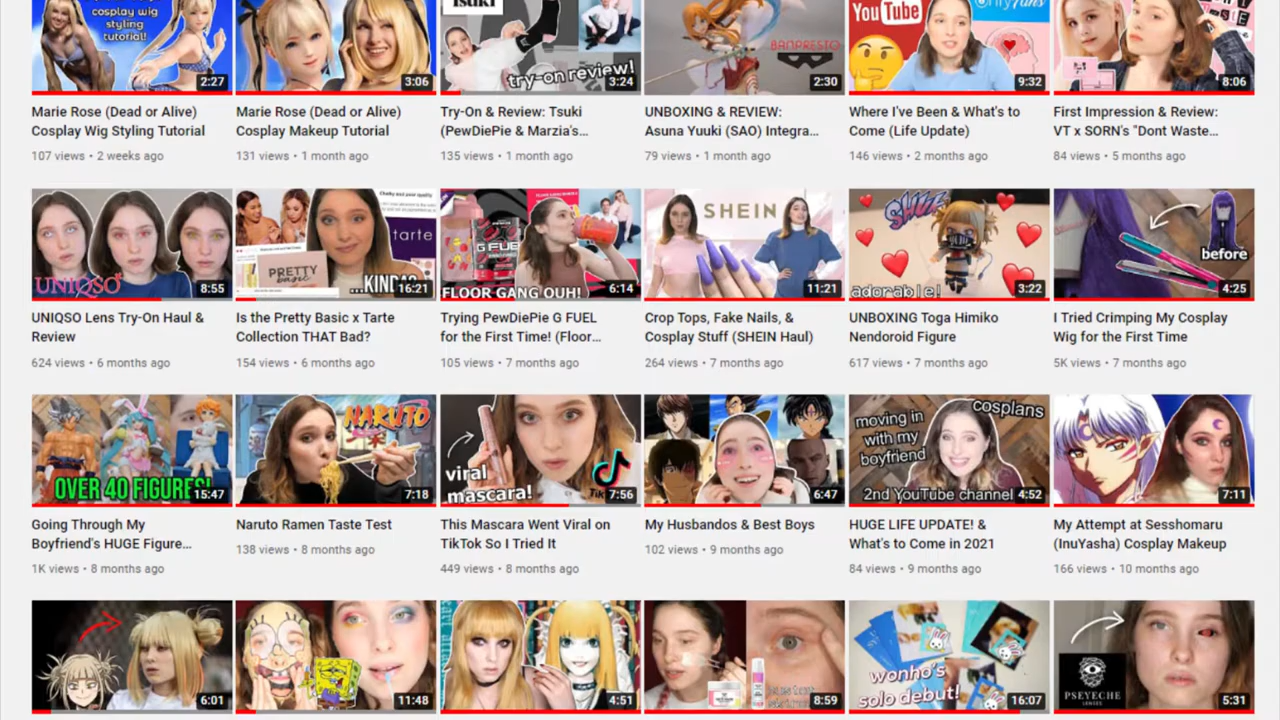 cosplay wig
styling
tutorial!
2:27
3:06
Tsuki
try-on review!
3:24
BANPRESTO
2:30
YouTube
OnlyFans
9:32
8:06
Marie Rose (Dead or Alive)
Cosplay Wig Styling Tutorial
107 views • 2 weeks ago
Marie Rose (Dead or Alive)
Cosplay Makeup Tutorial
131 views • 1 month ago
Try-On & Review: Tsuki
(PewDiePie & Marzia's...
135 views • 1 month ago
UNBOXING & REVIEW:
Asuna Yuuki (SAO) Integra...
79 views • 1 month ago
Where I've Been & What's to
Come (Life Update)
146 views • 2 months ago
First Impression & Review:
VT x SORN's "Dont Waste...
84 views • 5 months ago
UNIQSO
8:55
tarte
PRETTY
basic
...KINDA?
16:21
G FUEL
FLOOR GANG OUH!
6:14
SHEIN
11:21
SHUE
adorable!
3:22
before
4:25
UNIQSO Lens Try-On Haul &
Review
624 views • 6 months ago
Is the Pretty Basic x Tarte
Collection THAT Bad?
154 views • 6 months ago
Trying PewDiePie G FUEL
for the First Time! (Floor...
105 views • 7 months ago
Crop Tops, Fake Nails, &
Cosplay Stuff (SHEIN Haul)
264 views • 7 months ago
UNBOXING Toga Himiko
Nendoroid Figure
617 views • 7 months ago
I Tried Crimping My Cosplay
Wig for the First Time
5K views • 7 months ago
OVER 40 FIGURES!
15:47
NARUTO
7:18
viral
mascara!
7:56
6:47
moving in
with my
boyfriend
cosplans
2nd YouTube channel
4:52
7:11
Going Through My
Boyfriend's HUGE Figure...
1K views • 8 months ago
Naruto Ramen Taste Test
138 views • 8 months ago
This Mascara Went Viral on
TikTok So I Tried It
449 views • 8 months ago
My Husbandos & Best Boys
102 views • 9 months ago
HUGE LIFE UPDATE! &
What's to Come in 2021
84 views • 9 months ago
My Attempt at Sesshomaru
(InuYasha) Cosplay Makeup
166 views • 10 months ago
6:01
11:48
4:51
8:59
wonho's
solo debut!
16:07
PSEYECHE
LENSES
5:31